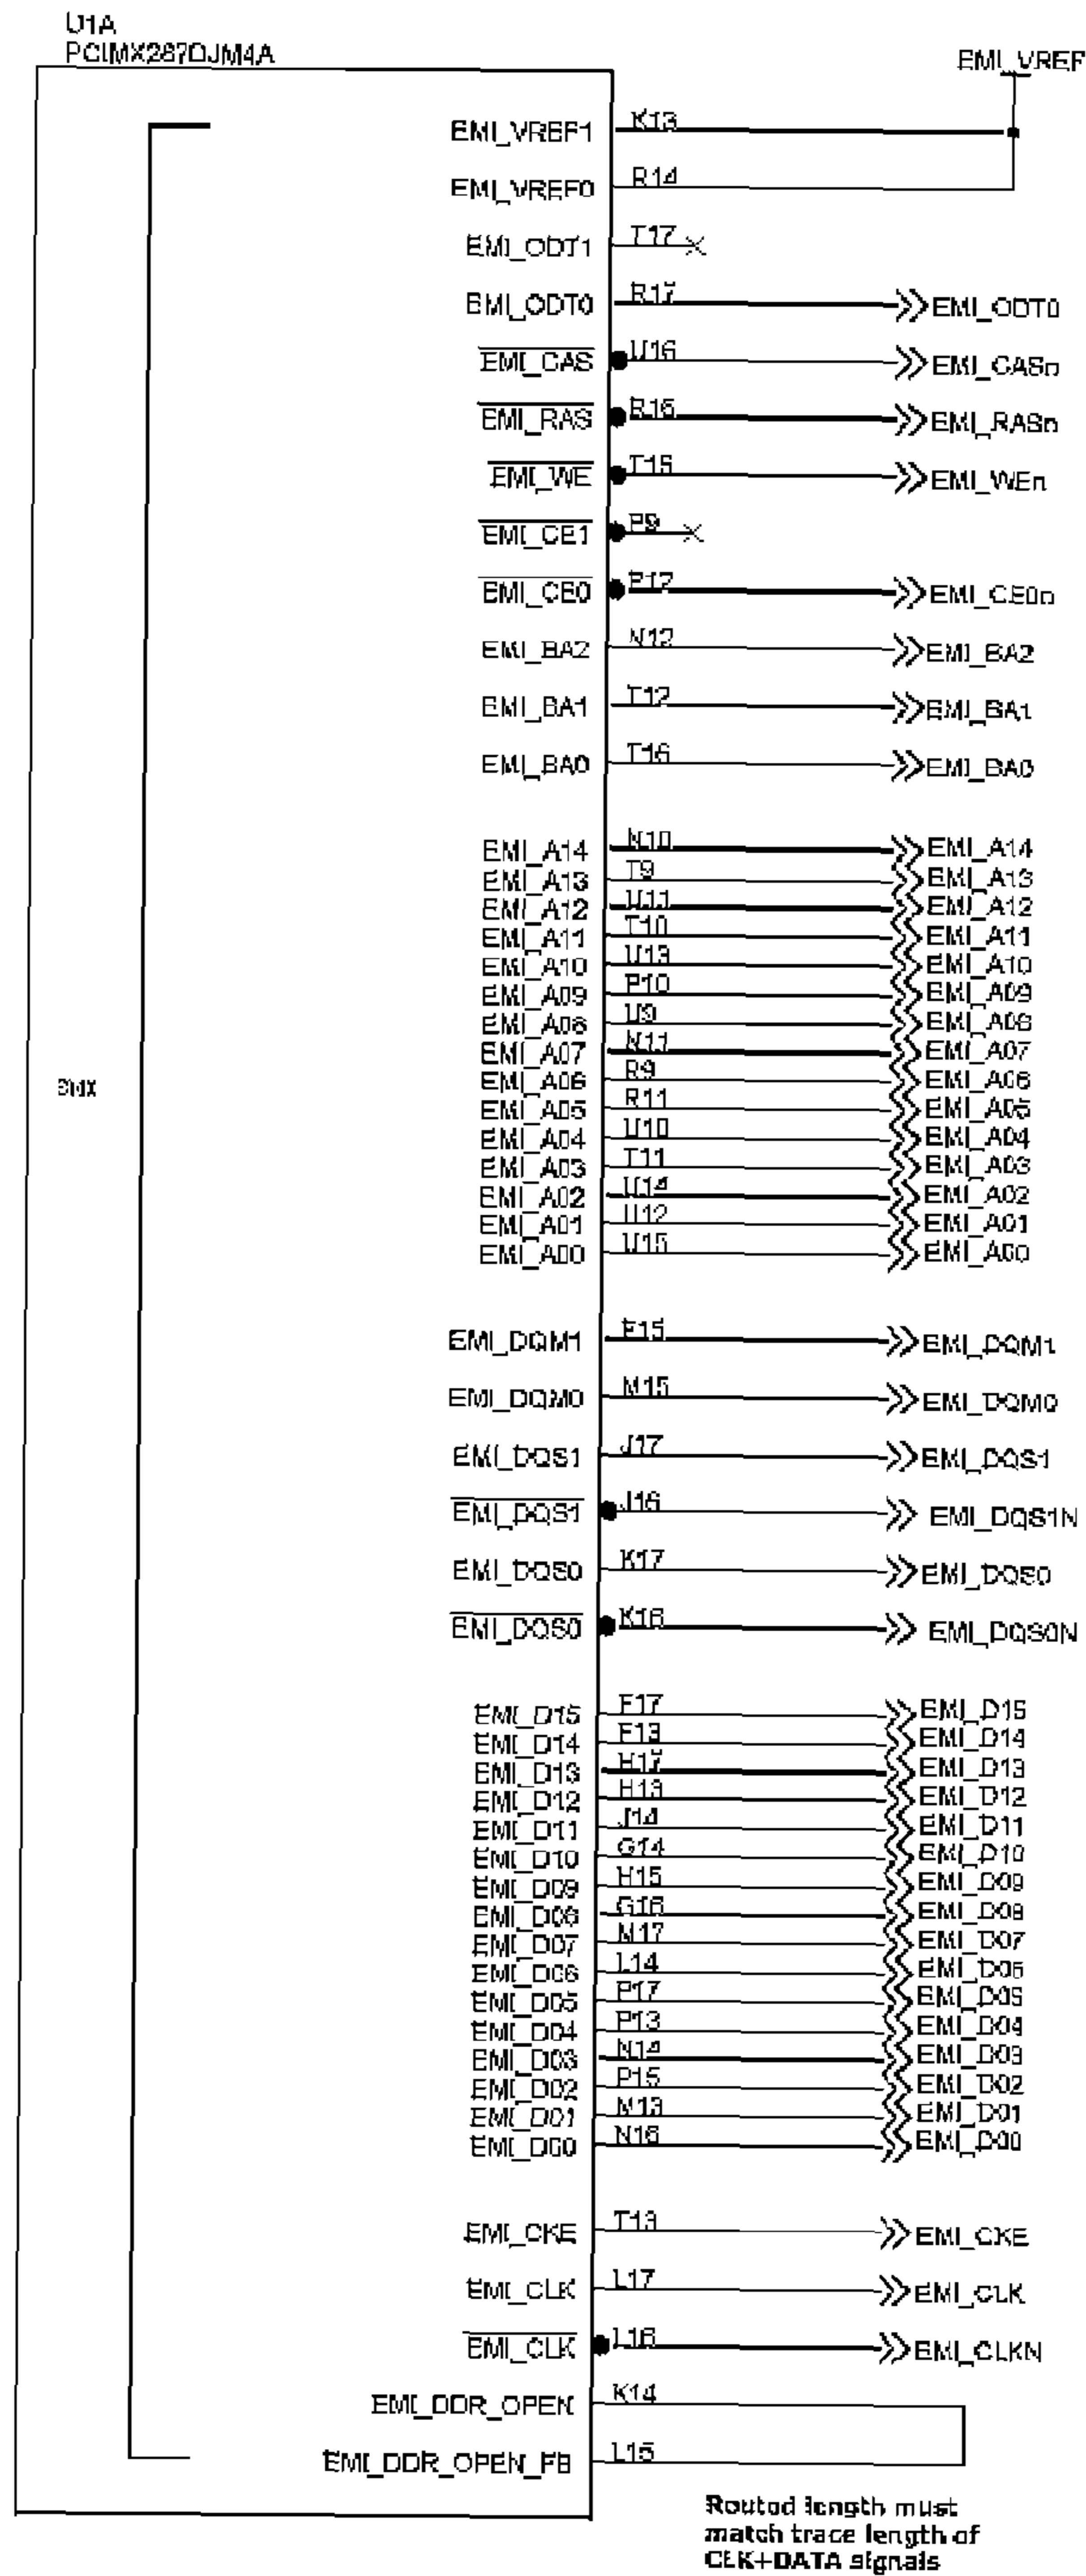 U1A
PCIMX287DJM4A
EMI_VREF
EMI_VREF1 K13
EMI_VREF0 R14
EMI_ODT1 T17
EMI_ODT0 R17 EMI_ODT0
EMI_CAS U16 EMI_CASn
EMI_RAS R16 EMI_RASn
EMI_WE T15 EMI_WEn
EMI_CE1 P9
EMI_CE0 P12 EMI_CE0n
EMI_BA2 N12 EMI_BA2
EMI_BA1 T12 EMI_BA1
EMI_BA0 T16 EMI_BA0
EMI_A14 N10 EMI_A14
EMI_A13 T9 EMI_A13
EMI_A12 U11 EMI_A12
EMI_A11 T10 EMI_A11
EMI_A10 U13 EMI_A10
EMI_A09 P10 EMI_A09
EMI_A08 U9 EMI_A08
EMI_A07 N11 EMI_A07
EMI_A06 R9 EMI_A06
EMI_A05 R11 EMI_A05
EMI_A04 U10 EMI_A04
EMI_A03 T11 EMI_A03
EMI_A02 U14 EMI_A02
EMI_A01 U12 EMI_A01
EMI_A00 U15 EMI_A00
EMI_DQM1 F15 EMI_DQM1
EMI_DQM0 M15 EMI_DQM0
EMI_DQS1 J17 EMI_DQS1
EMI_DQS1 J16 EMI_DQS1N
EMI_DQS0 K17 EMI_DQS0
EMI_DQS0 K16 EMI_DQS0N
EMI_D15 F17 EMI_D15
EMI_D14 F13 EMI_D14
EMI_D13 H17 EMI_D13
EMI_D12 H13 EMI_D12
EMI_D11 J14 EMI_D11
EMI_D10 G14 EMI_D10
EMI_D09 H15 EMI_D09
EMI_D08 G16 EMI_D08
EMI_D07 M17 EMI_D07
EMI_D06 L14 EMI_D06
EMI_D05 P17 EMI_D05
EMI_D04 P13 EMI_D04
EMI_D03 N14 EMI_D03
EMI_D02 P15 EMI_D02
EMI_D01 M13 EMI_D01
EMI_D00 N16 EMI_D00
EMI_CKE T13 EMI_CKE
EMI_CLK L17 EMI_CLK
EMI_CLK L16 EMI_CLKN
EMI_DDR_OPEN K14
EMI_DDR_OPEN_FB L15
Routed length must
match trace length of
CLK+DATA signals